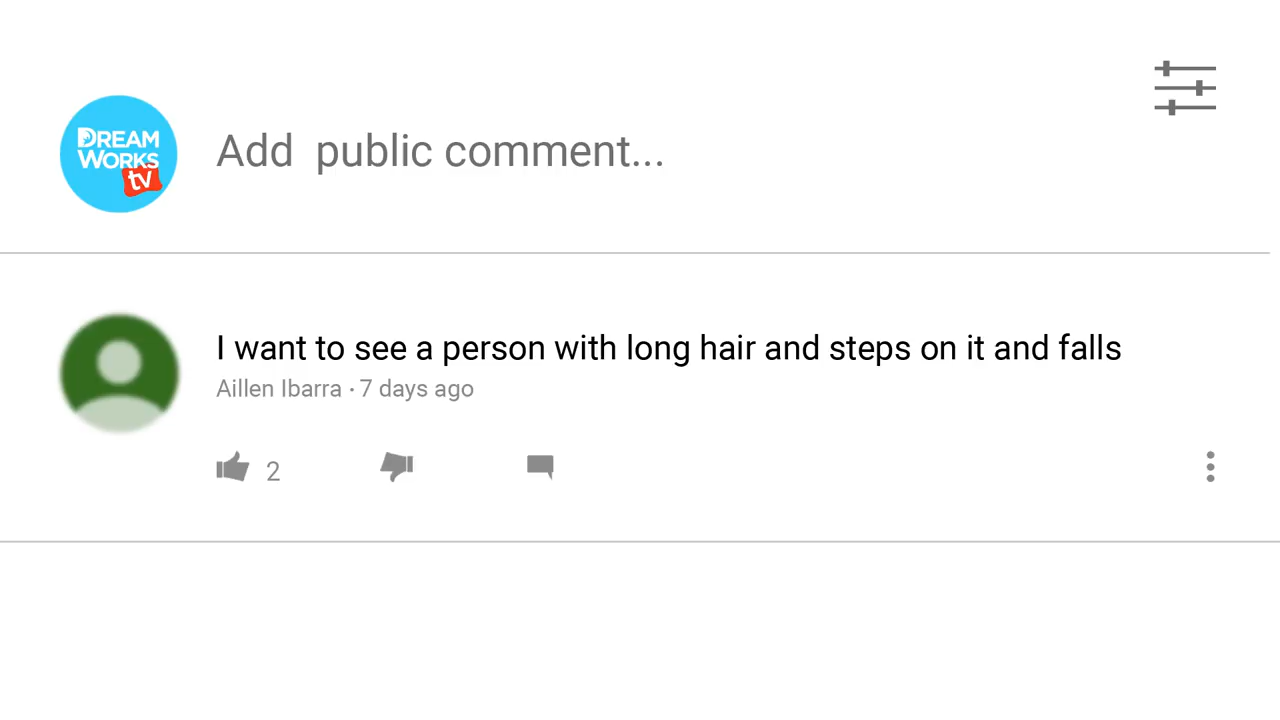 DREAM
WORKS
tv
Add public comment...
I want to see a person with long hair and steps on it and falls
Aillen Ibarra · 7 days ago
2